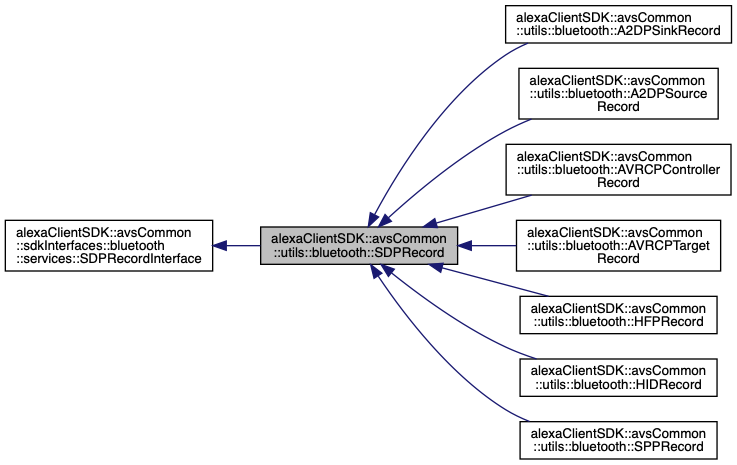 alexaClientSDK::avsCommon
::utils::bluetooth::A2DPSinkRecord
alexaClientSDK::avsCommon
::utils::bluetooth::A2DPSource
Record
alexaClientSDK::avsCommon
::utils::bluetooth::AVRCPController
Record
alexaClientSDK::avsCommon
::sdkInterfaces::bluetooth
::services::SDPRecordInterface
alexaClientSDK::avsCommon
::utils::bluetooth::SDPRecord
alexaClientSDK::avsCommon
::utils::bluetooth::AVRCPTarget
Record
alexaClientSDK::avsCommon
::utils::bluetooth::HFPRecord
alexaClientSDK::avsCommon
::utils::bluetooth::HIDRecord
alexaClientSDK::avsCommon
::utils::bluetooth::SPPRecord